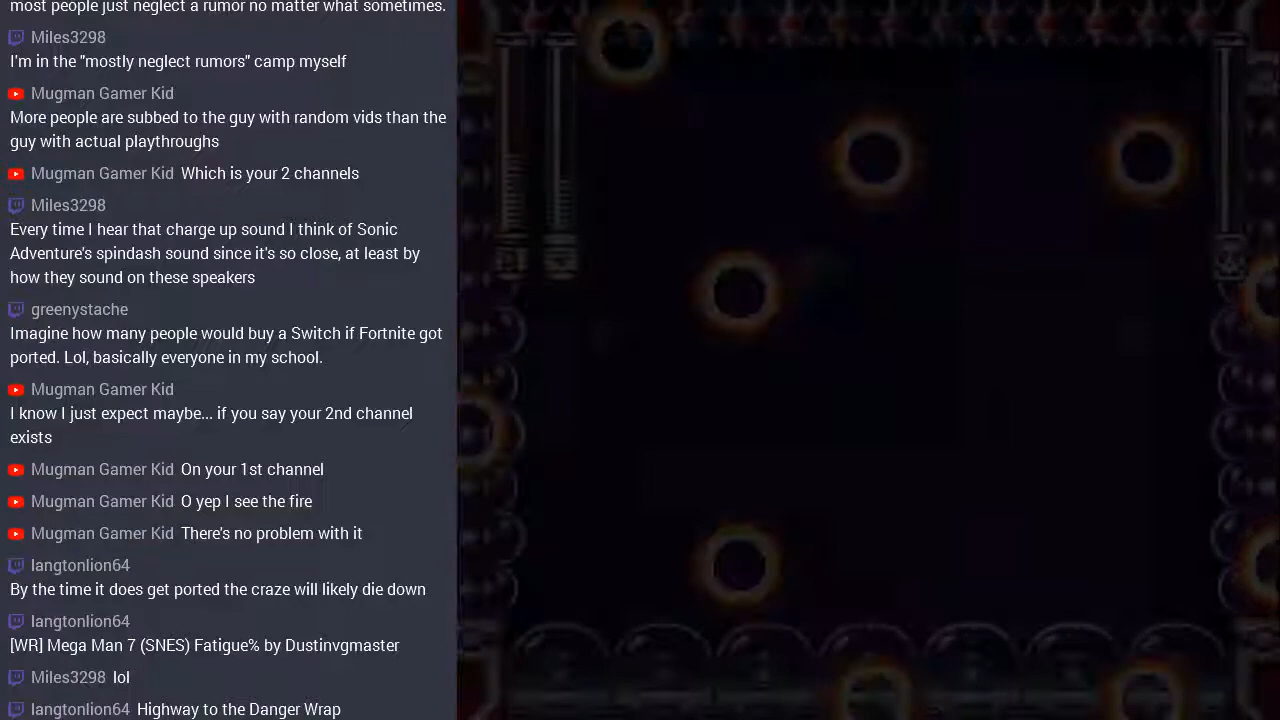 most people just neglect a rumor no matter what sometimes.
Miles3298
I'm in the "mostly neglect rumors" camp myself
Mugman Gamer Kid
More people are subbed to the guy with random vids than the
guy with actual playthroughs
Mugman Gamer Kid Which is your 2 channels
Miles3298
Every time I hear that charge up sound I think of Sonic
Adventure's spindash sound since it's so close, at least by
how they sound on these speakers
greenystache
Imagine how many people would buy a Switch if Fortnite got
ported. Lol, basically everyone in my school.
Mugman Gamer Kid
I know I just expect maybe... if you say your 2nd channel
exists
Mugman Gamer Kid On your 1st channel
Mugman Gamer Kid O yep I see the fire
Mugman Gamer Kid There's no problem with it
langtonlion64
By the time it does get ported the craze will likely die down
langtonlion64
[WR] Mega Man 7 (SNES) Fatigue% by Dustinvgmaster
Miles3298 lol
langtonlion64 Highway to the Danger Wrap